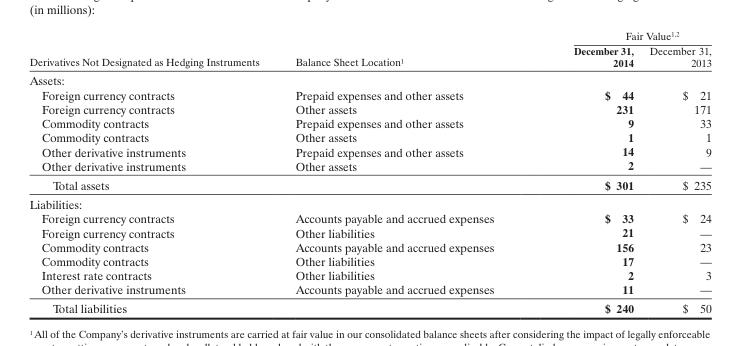 (in millions):
Fair Value1,2
December 31, December 31,
Derivatives Not Designated as Hedging Instruments Balance Sheet Location1 2014 2013
Assets:
Foreign currency contracts Prepaid expenses and other assets $ 44 $ 21
Foreign currency contracts Other assets 231 171
Commodity contracts Prepaid expenses and other assets 9 33
Commodity contracts Other assets 1 1
Other derivative instruments Prepaid expenses and other assets 14 9
Other derivative instruments Other assets 2 —
Total assets $ 301 $ 235
Liabilities:
Foreign currency contracts Accounts payable and accrued expenses $ 33 $ 24
Foreign currency contracts Other liabilities 21 —
Commodity contracts Accounts payable and accrued expenses 156 23
Commodity contracts Other liabilities 17 —
Interest rate contracts Other liabilities 2 3
Other derivative instruments Accounts payable and accrued expenses 11 —
Total liabilities $ 240 $ 50
1 All of the Company's derivative instruments are carried at fair value in our consolidated balance sheets after considering the impact of legally enforceable